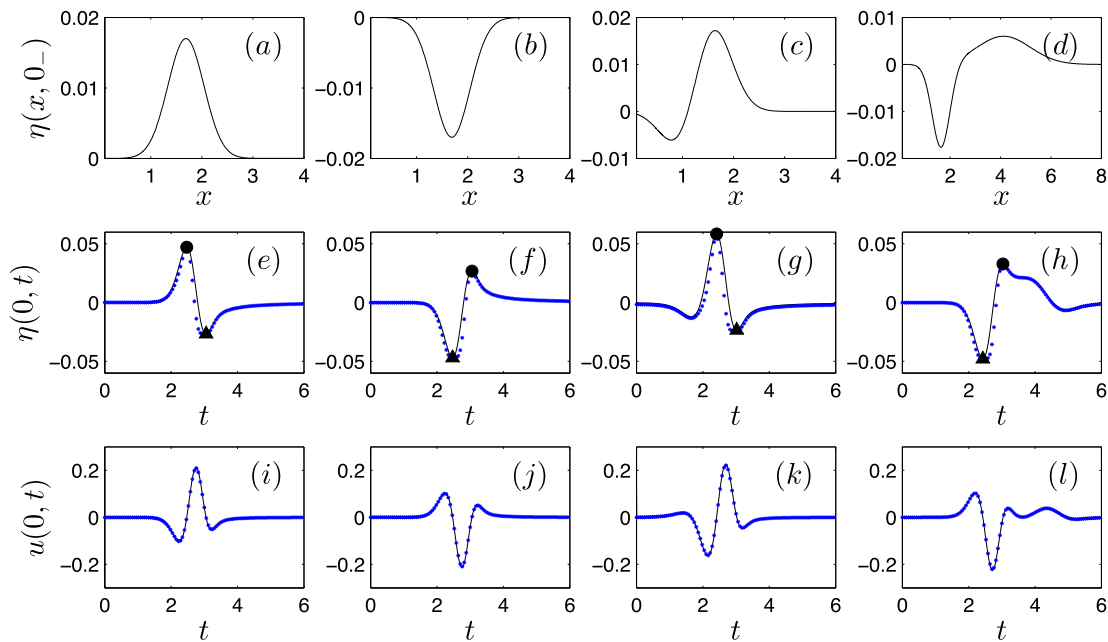 η(x, 0₋)
0.02 0.01 0
(a)
1 2 3 4
x
0 −0.01 −0.02
(b)
1 2 3 4
x
0.02 0.01 0 −0.01
(c)
1 2 3 4
x
0.01 0 −0.01 −0.02
(d)
2 4 6 8
x
η(0, t)
0.05 0 −0.05
(e)
0 2 4 6
t
0.05 0 −0.05
(f)
0 2 4 6
t
0.05 0 −0.05
(g)
0 2 4 6
t
0.05 0 −0.05
(h)
0 2 4 6
t
u(0, t)
0.2 0 −0.2
(i)
0 2 4 6
t
0.2 0 −0.2
(j)
0 2 4 6
t
0.2 0 −0.2
(k)
0 2 4 6
t
0.2 0 −0.2
(l)
0 2 4 6
t